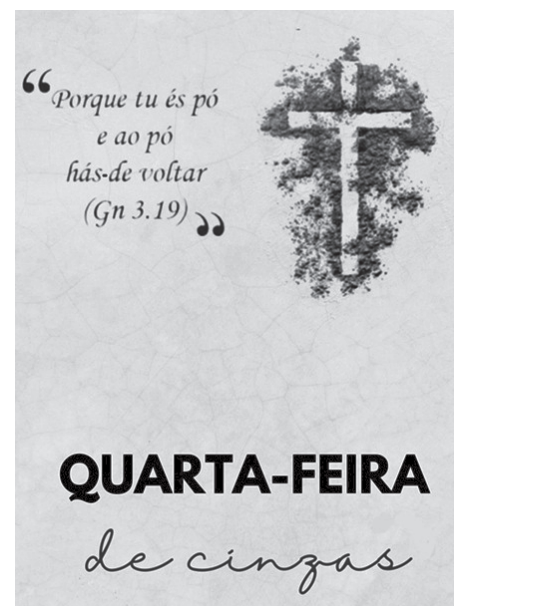 “Porque tu és pó
e ao pó
hás-de voltar
(Gn 3.19)”
QUARTA-FEIRA
de cinzas